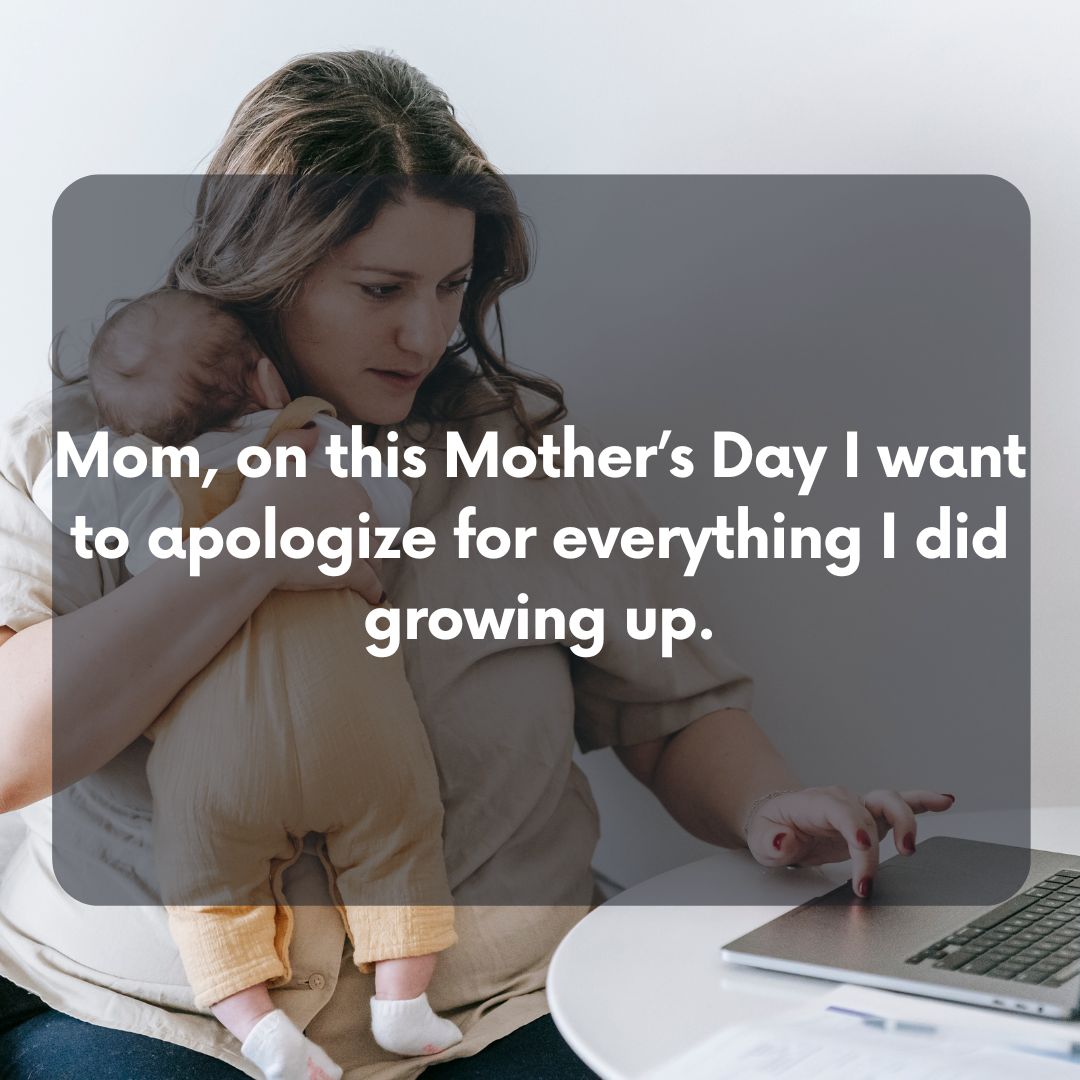 Mom, on this Mother’s Day I want
to apologize for everything I did
growing up.